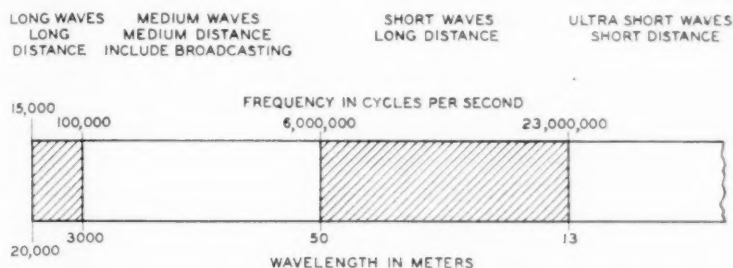 LONG WAVES MEDIUM WAVES SHORT WAVES ULTRA SHORT WAVES
LONG MEDIUM DISTANCE LONG DISTANCE SHORT DISTANCE
DISTANCE INCLUDE BROADCASTING
FREQUENCY IN CYCLES PER SECOND
15,000 100,000 6,000,000 23,000,000
20,000 3000 50 13
WAVELENGTH IN METERS